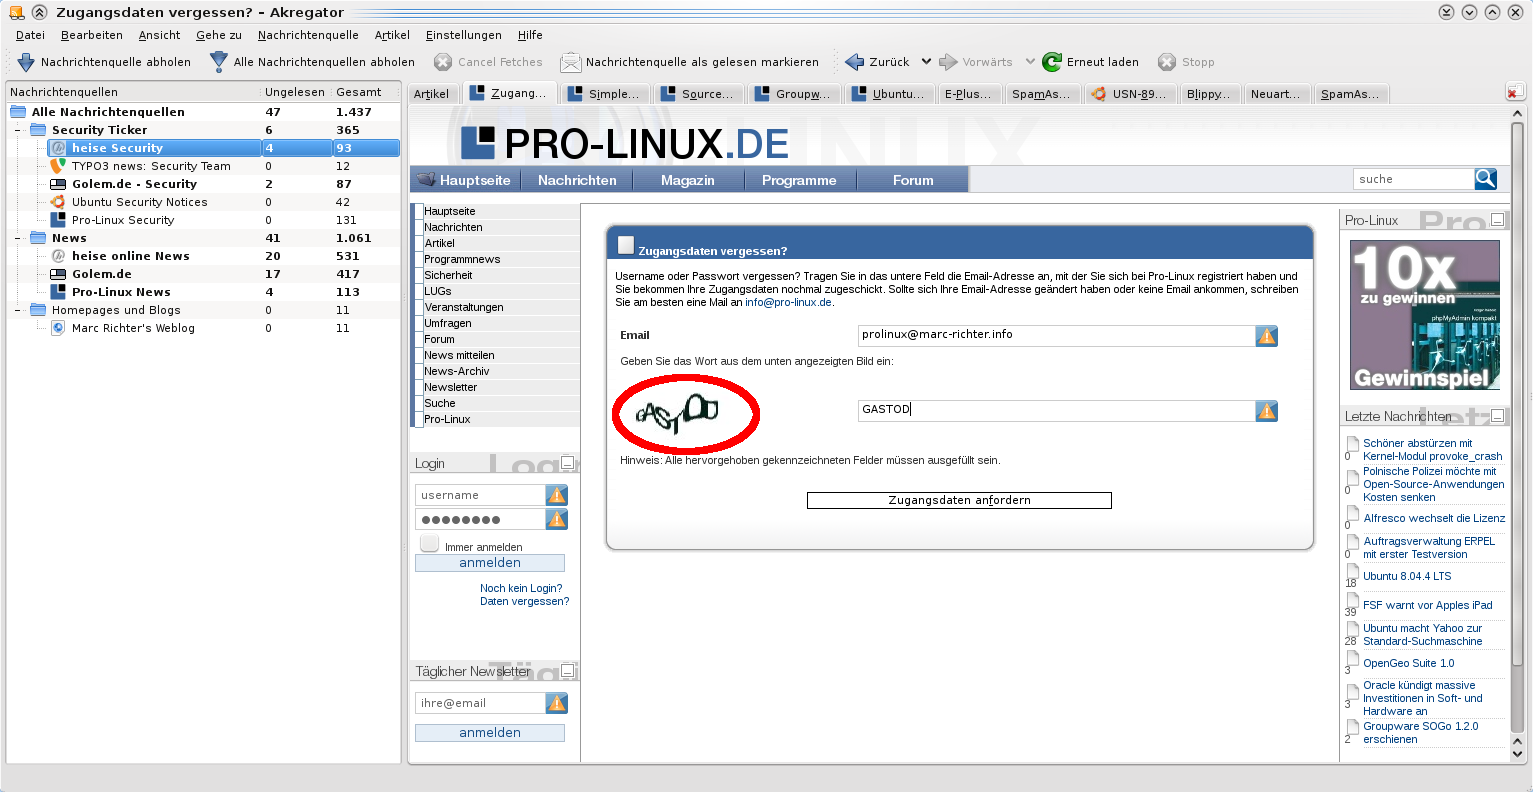 Zugangsdaten vergessen? – Akregator
Datei Bearbeiten Ansicht Gehe zu Nachrichtenquelle Artikel Einstellungen Hilfe
Nachrichtenquelle abholen Alle Nachrichtenquellen abholen Cancel Fetches Nachrichtenquelle als gelesen markieren Zurück Vorwärts Erneut laden Stopp
Nachrichtenquellen Ungelesen Gesamt
Alle Nachrichtenquellen 47 1.437
Security Ticker 6 365
heise Security 4 93
TYPO3 news: Security Team 0 12
Golem.de - Security 2 87
Ubuntu Security Notices 0 42
Pro-Linux Security 0 131
News 41 1.061
heise online News 20 531
Golem.de 17 417
Pro-Linux News 4 113
Homepages und Blogs 0 11
Marc Richter's Weblog 0 11
Artikel Zugang... Simple... Source... Groupw... Ubuntu... E-Plus... SpamAs... USN-89... Blippy... Neuart... SpamAs...
PRO-LINUX.DE
Hauptseite Nachrichten Magazin Programme Forum
suche
Hauptseite
Nachrichten
Artikel
Programmnews
Sicherheit
LUGs
Veranstaltungen
Umfragen
Forum
News mitteilen
News-Archiv
Newsletter
Suche
Pro-Linux
Login
username
Immer anmelden
anmelden
Noch kein Login?
Daten vergessen?
Täglicher Newsletter
ihre@email
anmelden
Zugangsdaten vergessen?
Username oder Passwort vergessen? Tragen Sie in das untere Feld die Email-Adresse an, mit der Sie sich bei Pro-Linux registriert haben und
Sie bekommen Ihre Zugangsdaten nochmal zugeschickt. Sollte sich Ihre Email-Adresse geändert haben oder keine Email ankommen, schreiben
Sie am besten eine Mail an info@pro-linux.de.
Email prolinux@marc-richter.info
Geben Sie das Wort aus dem unten angezeigten Bild ein:
GASTOD
Hinweis: Alle hervorgehoben gekennzeichneten Felder müssen ausgefüllt sein.
Zugangsdaten anfordern
Pro-Linux
10x
zu gewinnen
phpMyAdmin kompakt
Gewinnspiel
Letzte Nachrichten
Schöner abstürzen mit
0 Kernel-Modul provoke_crash
Polnische Polizei möchte mit
0 Open-Source-Anwendungen
Kosten senken
0 Alfresco wechselt die Lizenz
Auftragsverwaltung ERPEL
0 mit erster Testversion
18 Ubuntu 8.04.4 LTS
39 FSF warnt vor Apples iPad
Ubuntu macht Yahoo zur
28 Standard-Suchmaschine
3 OpenGeo Suite 1.0
Oracle kündigt massive
3 Investitionen in Soft- und
Hardware an
Groupware SOGo 1.2.0
2 erschienen